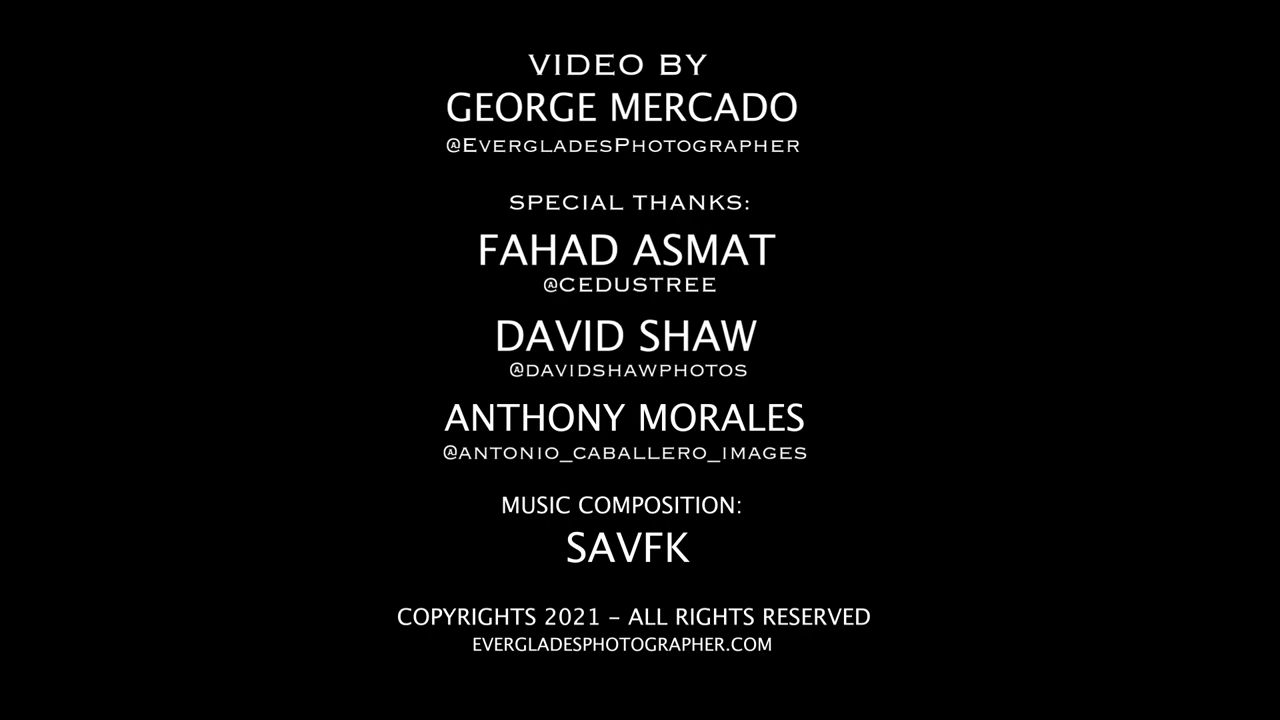 VIDEO BY
GEORGE MERCADO
@EVERGLADESPHOTOGRAPHER
SPECIAL THANKS:
FAHAD ASMAT
@CEDUSTREE
DAVID SHAW
@DAVIDSHAWPHOTOS
ANTHONY MORALES
@ANTONIO_CABALLERO_IMAGES
MUSIC COMPOSITION:
SAVFK
COPYRIGHTS 2021 – ALL RIGHTS RESERVED
EVERGLADESPHOTOGRAPHER.COM